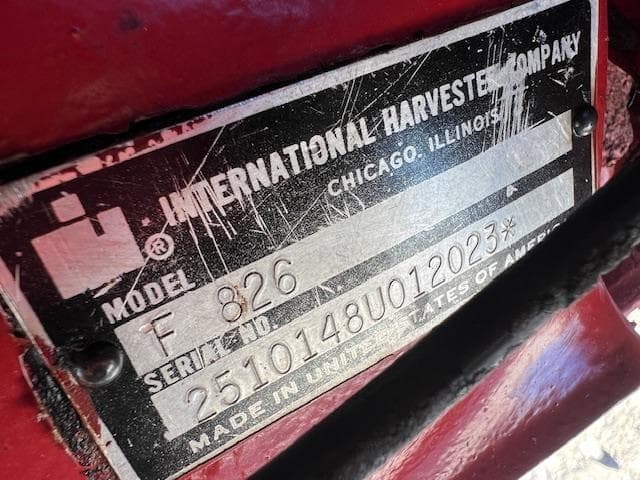 INTERNATIONAL HARVESTER COMPANY
CHICAGO, ILLINOIS
®
MODEL
F 826
SERIAL NO.
2510148U012023*
MADE IN UNITED STATES OF AMERICA